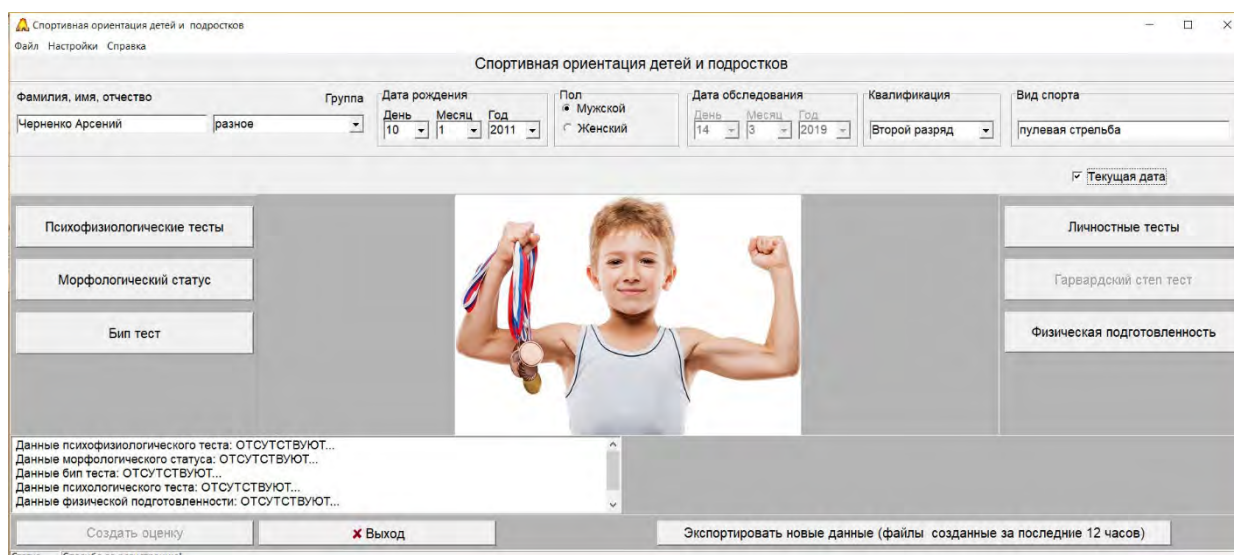 Спортивная ориентация детей и подростков
Файл Настройки Справка
Спортивная ориентация детей и подростков
Фамилия, имя, отчество Группа Дата рождения Пол Дата обследования Квалификация Вид спорта
День Месяц Год Мужской День Месяц Год
Черненко Арсений разное 10 1 2011 Женский 14 3 2019 Второй разряд пулевая стрельба
Текущая дата
Психофизиологические тесты Личностные тесты
Морфологический статус Гарвардский степ тест
Бип тест Физическая подготовленность
Данные психофизиологического теста: ОТСУТСТВУЮТ...
Данные морфологического статуса: ОТСУТСТВУЮТ...
Данные бип теста: ОТСУТСТВУЮТ...
Данные психологического теста: ОТСУТСТВУЮТ...
Данные физической подготовленности: ОТСУТСТВУЮТ...
Создать оценку Выход Экспортировать новые данные (файлы созданные за последние 12 часов)